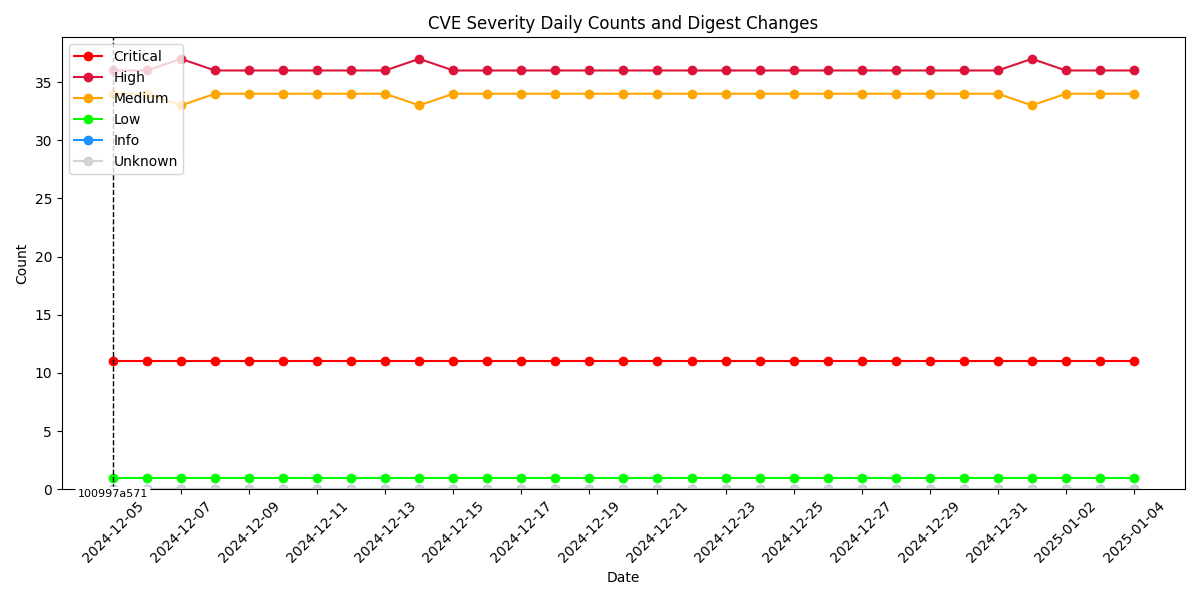 CVE Severity Daily Counts and Digest Changes
Critical
High
Medium
Low
Info
Unknown
35
30
25
20
15
10
5
0
Count
100997a571
2024-12-05
2024-12-07
2024-12-09
2024-12-11
2024-12-13
2024-12-15
2024-12-17
2024-12-19
2024-12-21
2024-12-23
2024-12-25
2024-12-27
2024-12-29
2024-12-31
2025-01-02
2025-01-04
Date